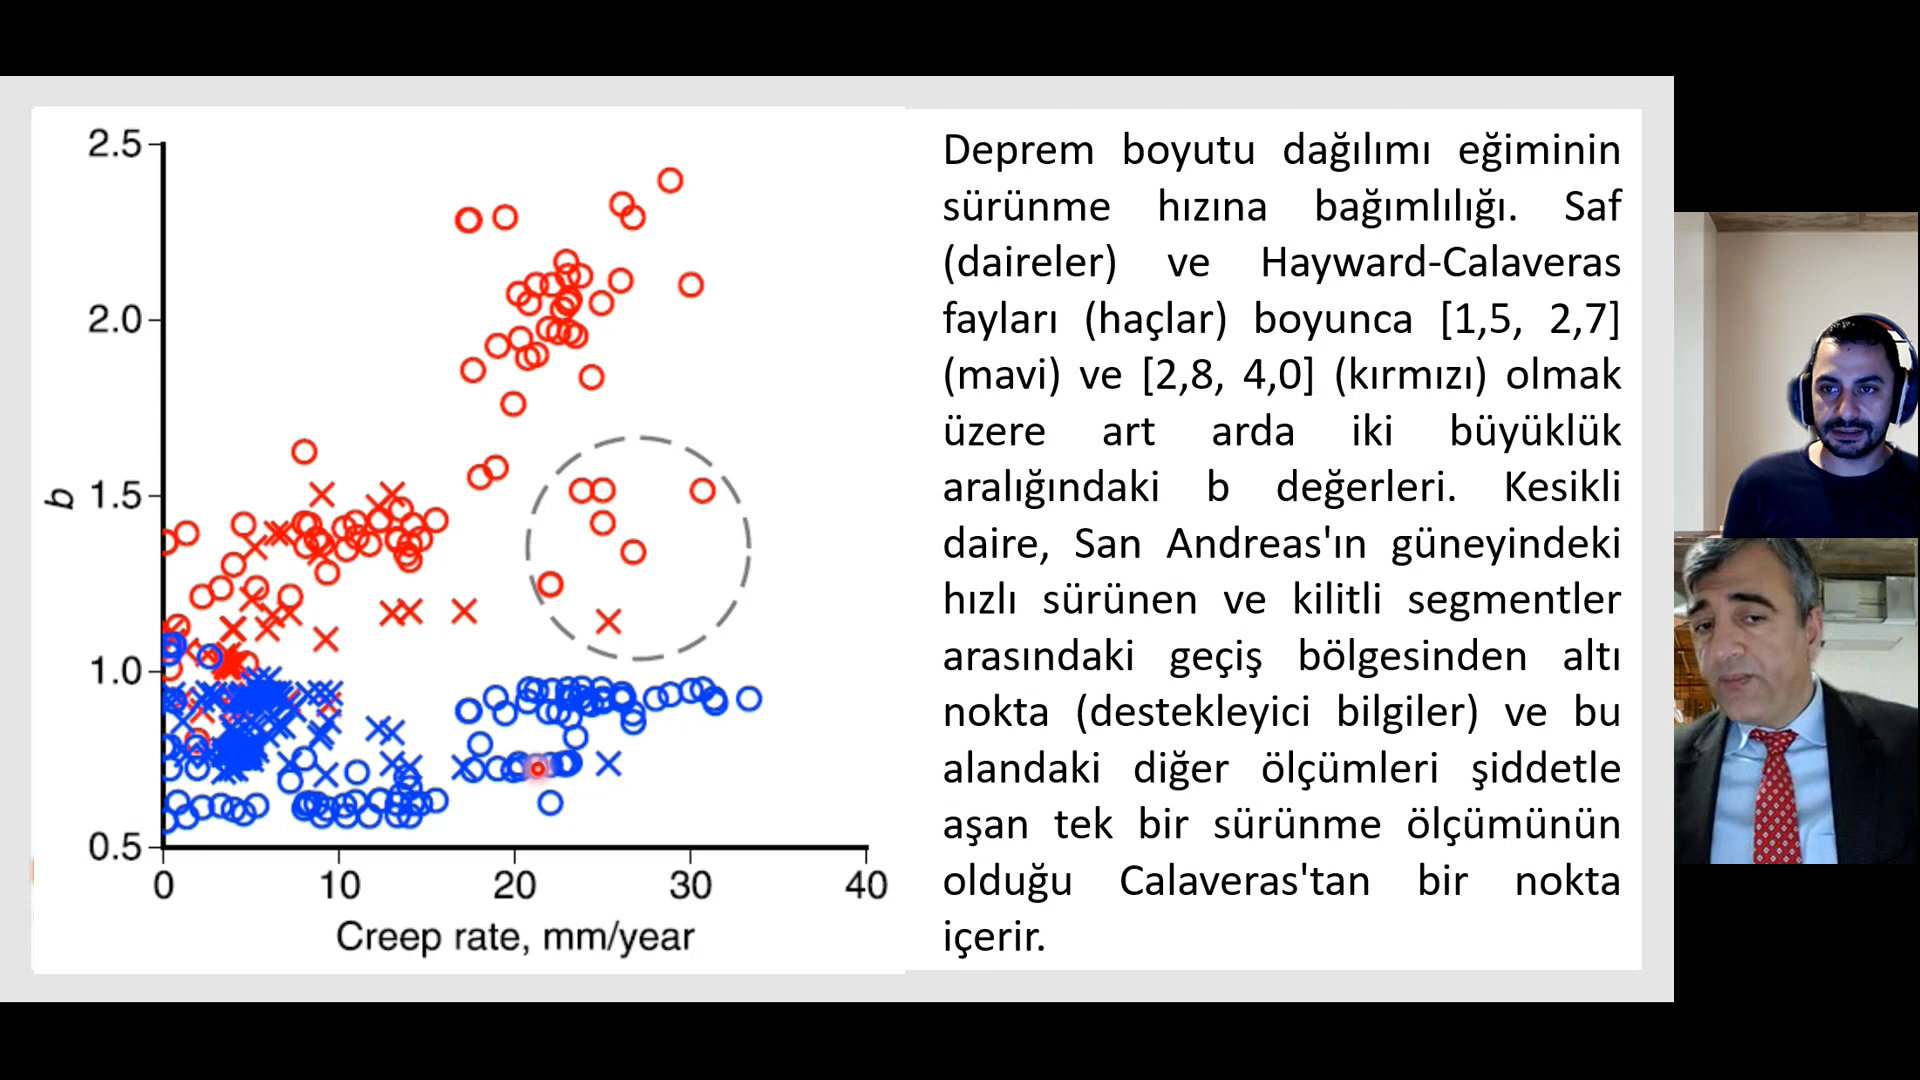 2.5
2.0
1.5
1.0
0.5
b
0 10 20 30 40
Creep rate, mm/year
Deprem boyutu dağılımı eğiminin
sürünme hızına bağımlılığı. Saf
(daireler) ve Hayward-Calaveras
fayları (haçlar) boyunca [1,5, 2,7]
(mavi) ve [2,8, 4,0] (kırmızı) olmak
üzere art arda iki büyüklük
aralığındaki b değerleri. Kesikli
daire, San Andreas'ın güneyindeki
hızlı sürünen ve kilitli segmentler
arasındaki geçiş bölgesinden altı
nokta (destekleyici bilgiler) ve bu
alandaki diğer ölçümleri şiddetle
aşan tek bir sürünme ölçümünün
olduğu Calaveras'tan bir nokta
içerir.